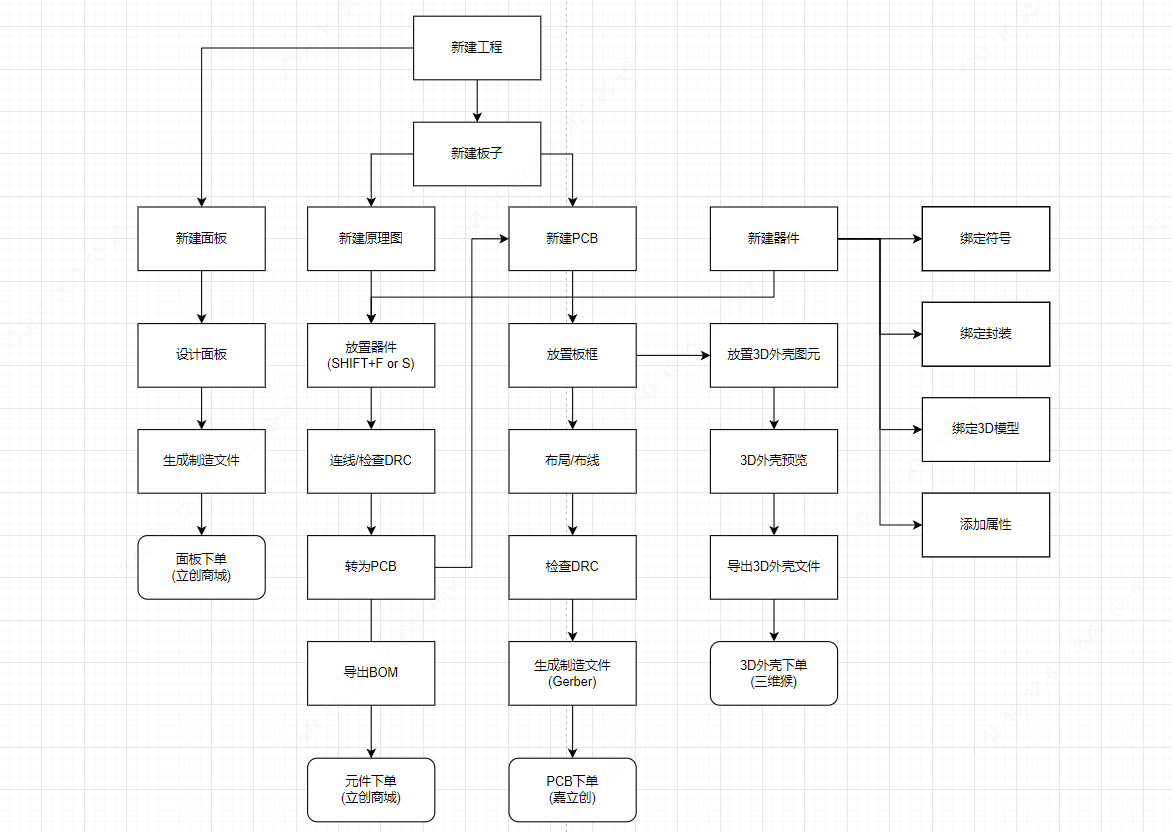 新建工程
新建板子
新建面板
新建原理图
新建PCB
新建器件
绑定符号
设计面板
放置器件
(SHIFT+F or S)
放置板框
放置3D外壳图元
绑定封装
生成制造文件
连线/检查DRC
布局/布线
3D外壳预览
绑定3D模型
面板下单
(立创商城)
转为PCB
检查DRC
导出3D外壳文件
添加属性
导出BOM
生成制造文件
(Gerber)
3D外壳下单
(三维猴)
元件下单
(立创商城)
PCB下单
(嘉立创)